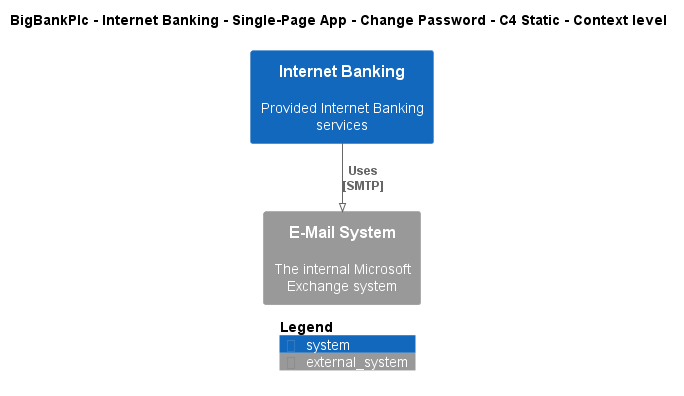 BigBankPlc - Internet Banking - Single-Page App - Change Password - C4 Static - Context level
Internet Banking
Provided Internet Banking
services
Uses
[SMTP]
E-Mail System
The internal Microsoft
Exchange system
Legend
system
external_system